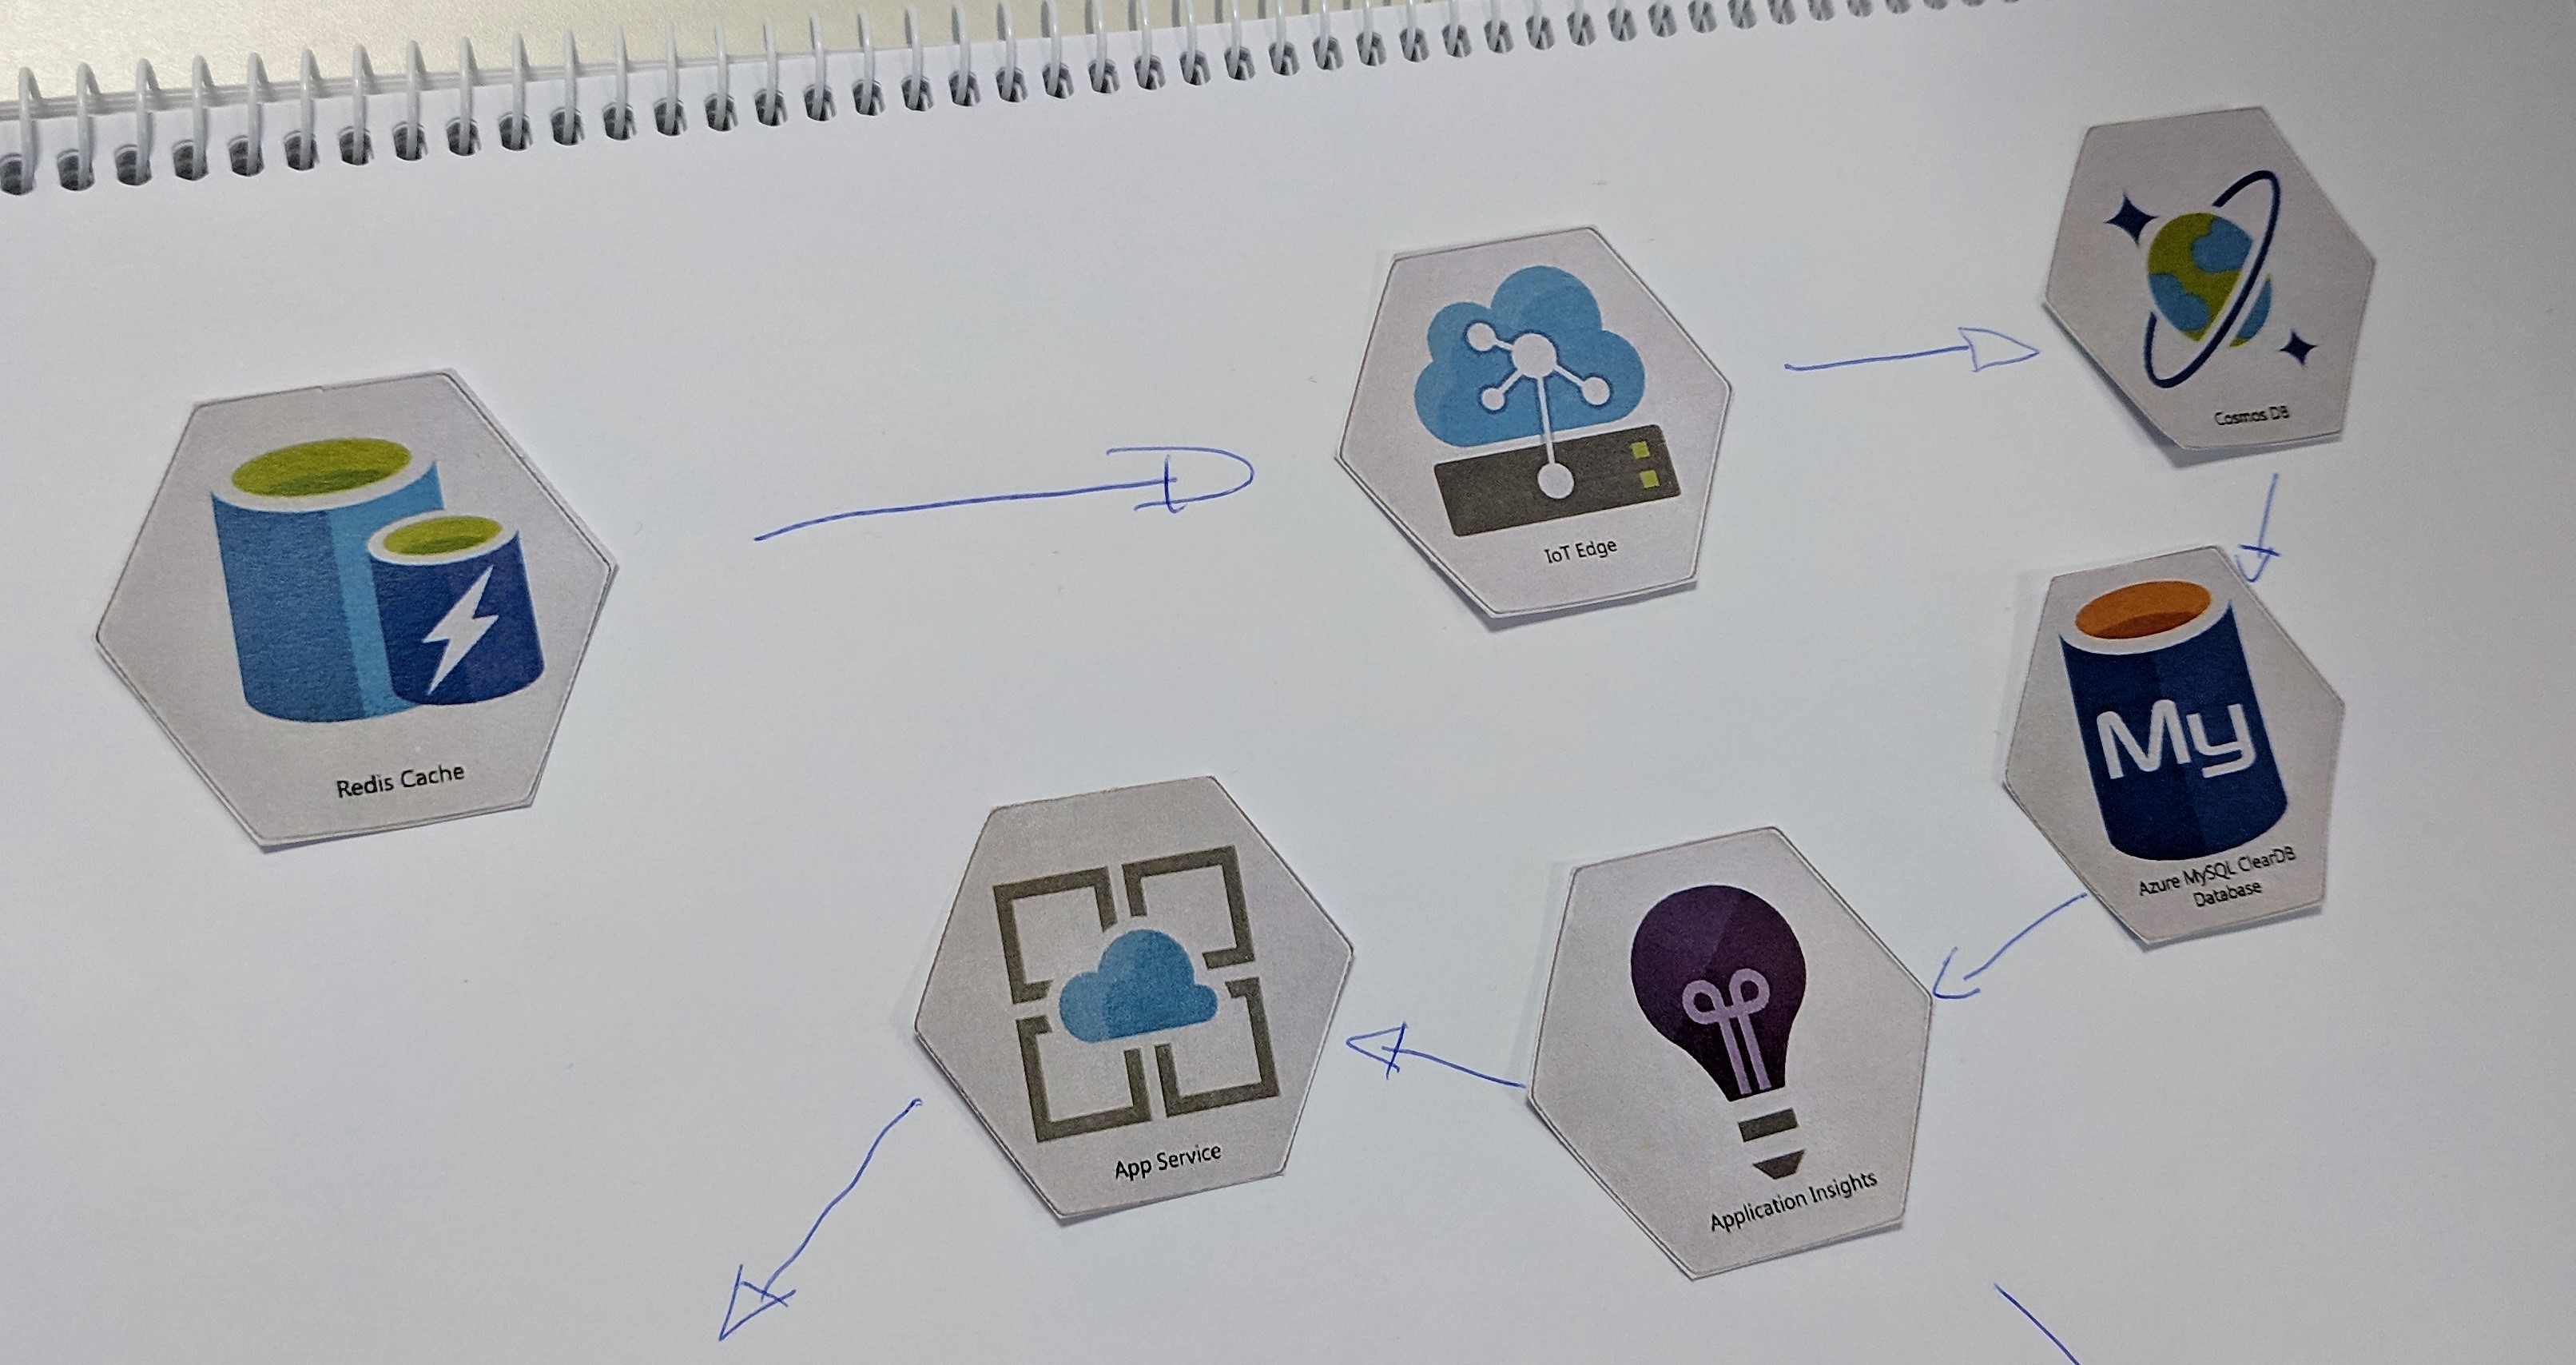 Redis Cache
IoT Edge
Cosmos DB
My
Azure MySQL ClearDB
Database
App Service
Application Insights